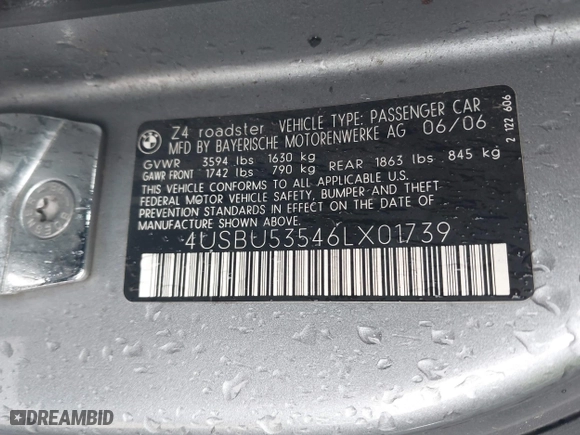 BMW
Z4 roadster VEHICLE TYPE: PASSENGER CAR
MFD BY BAYERISCHE MOTORENWERKE AG 06/06
GVWR 3594 lbs 1630 kg
GAWR FRONT 1742 lbs 790 kg REAR 1863 lbs 845 kg
THIS VEHICLE CONFORMS TO ALL APPLICABLE U.S.
FEDERAL MOTOR VEHICLE SAFETY, BUMPER AND THEFT
PREVENTION STANDARDS IN EFFECT ON THE DATE OF
MANUFACTURE SHOWN ABOVE.
4USBU53546LX01739
2 122 606
DREAMBID